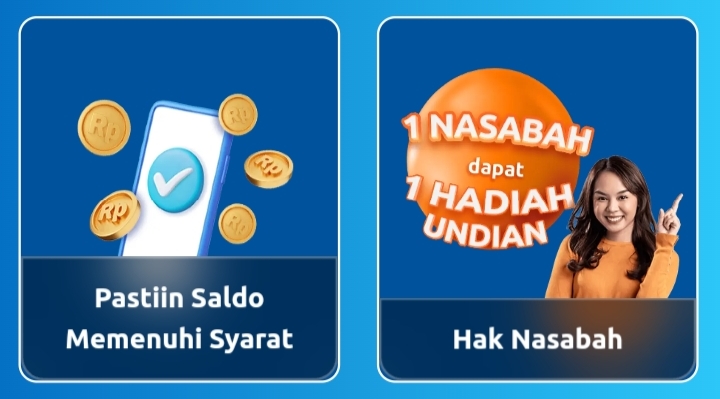 Rp
Rp
Rp
Rp
Rp
Pastiin Saldo
Memenuhi Syarat
1 NASABAH
dapat
1 HADIAH
UNDIAN
Hak Nasabah